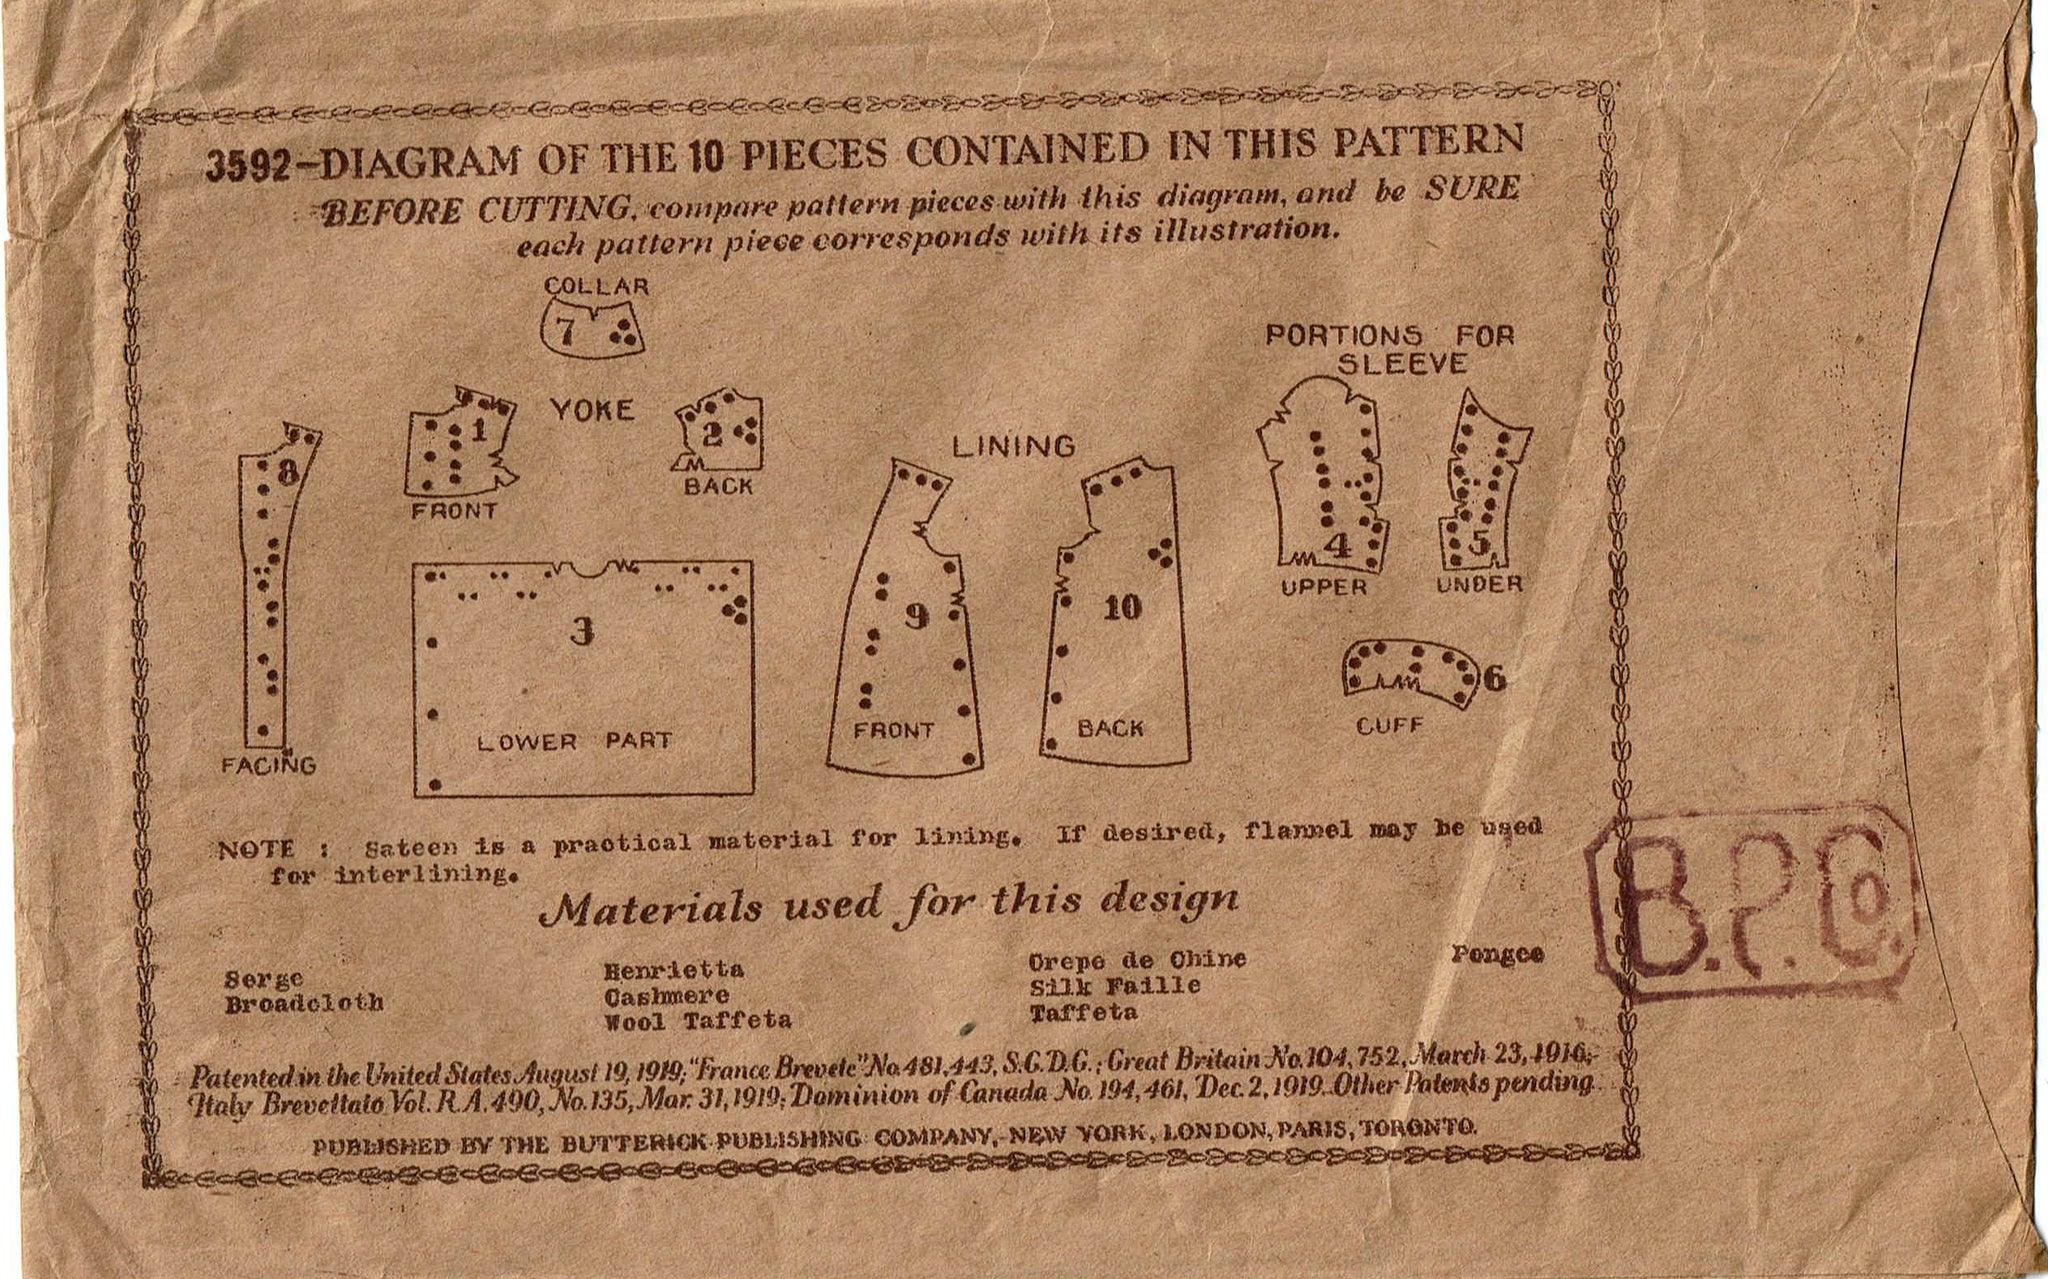 3592-DIAGRAM OF THE 10 PIECES CONTAINED IN THIS PATTERN
BEFORE CUTTING, compare pattern pieces with this diagram, and be SURE
each pattern piece corresponds with its illustration.
COLLAR
7
PORTIONS FOR
SLEEVE
YOKE
1
2
8
LINING
FRONT
BACK
4
5
UPPER
UNDER
3
9
10
6
LOWER PART
FRONT
BACK
CUFF
FACING
NOTE : Sateen is a practical material for lining. If desired, flannel may be used
for interlining.
Materials used for this design
Serge
Broadcloth
Henrietta
Cashmere
Wool Taffeta
Crepe de Chine
Silk Faille
Taffeta
Pongee
B.P.Co.
Patented in the United States August 19, 1919; "France Brevete" No. 481,443, S.G.D.G.; Great Britain No. 104,752, March 23, 1916;
Italy Brevettato Vol. R.A. 490, No. 135, Mar. 31, 1919; Dominion of Canada No. 194,461, Dec. 2, 1919. Other Patents pending
PUBLISHED BY THE BUTTERICK PUBLISHING COMPANY, NEW YORK, LONDON, PARIS, TORONTO.